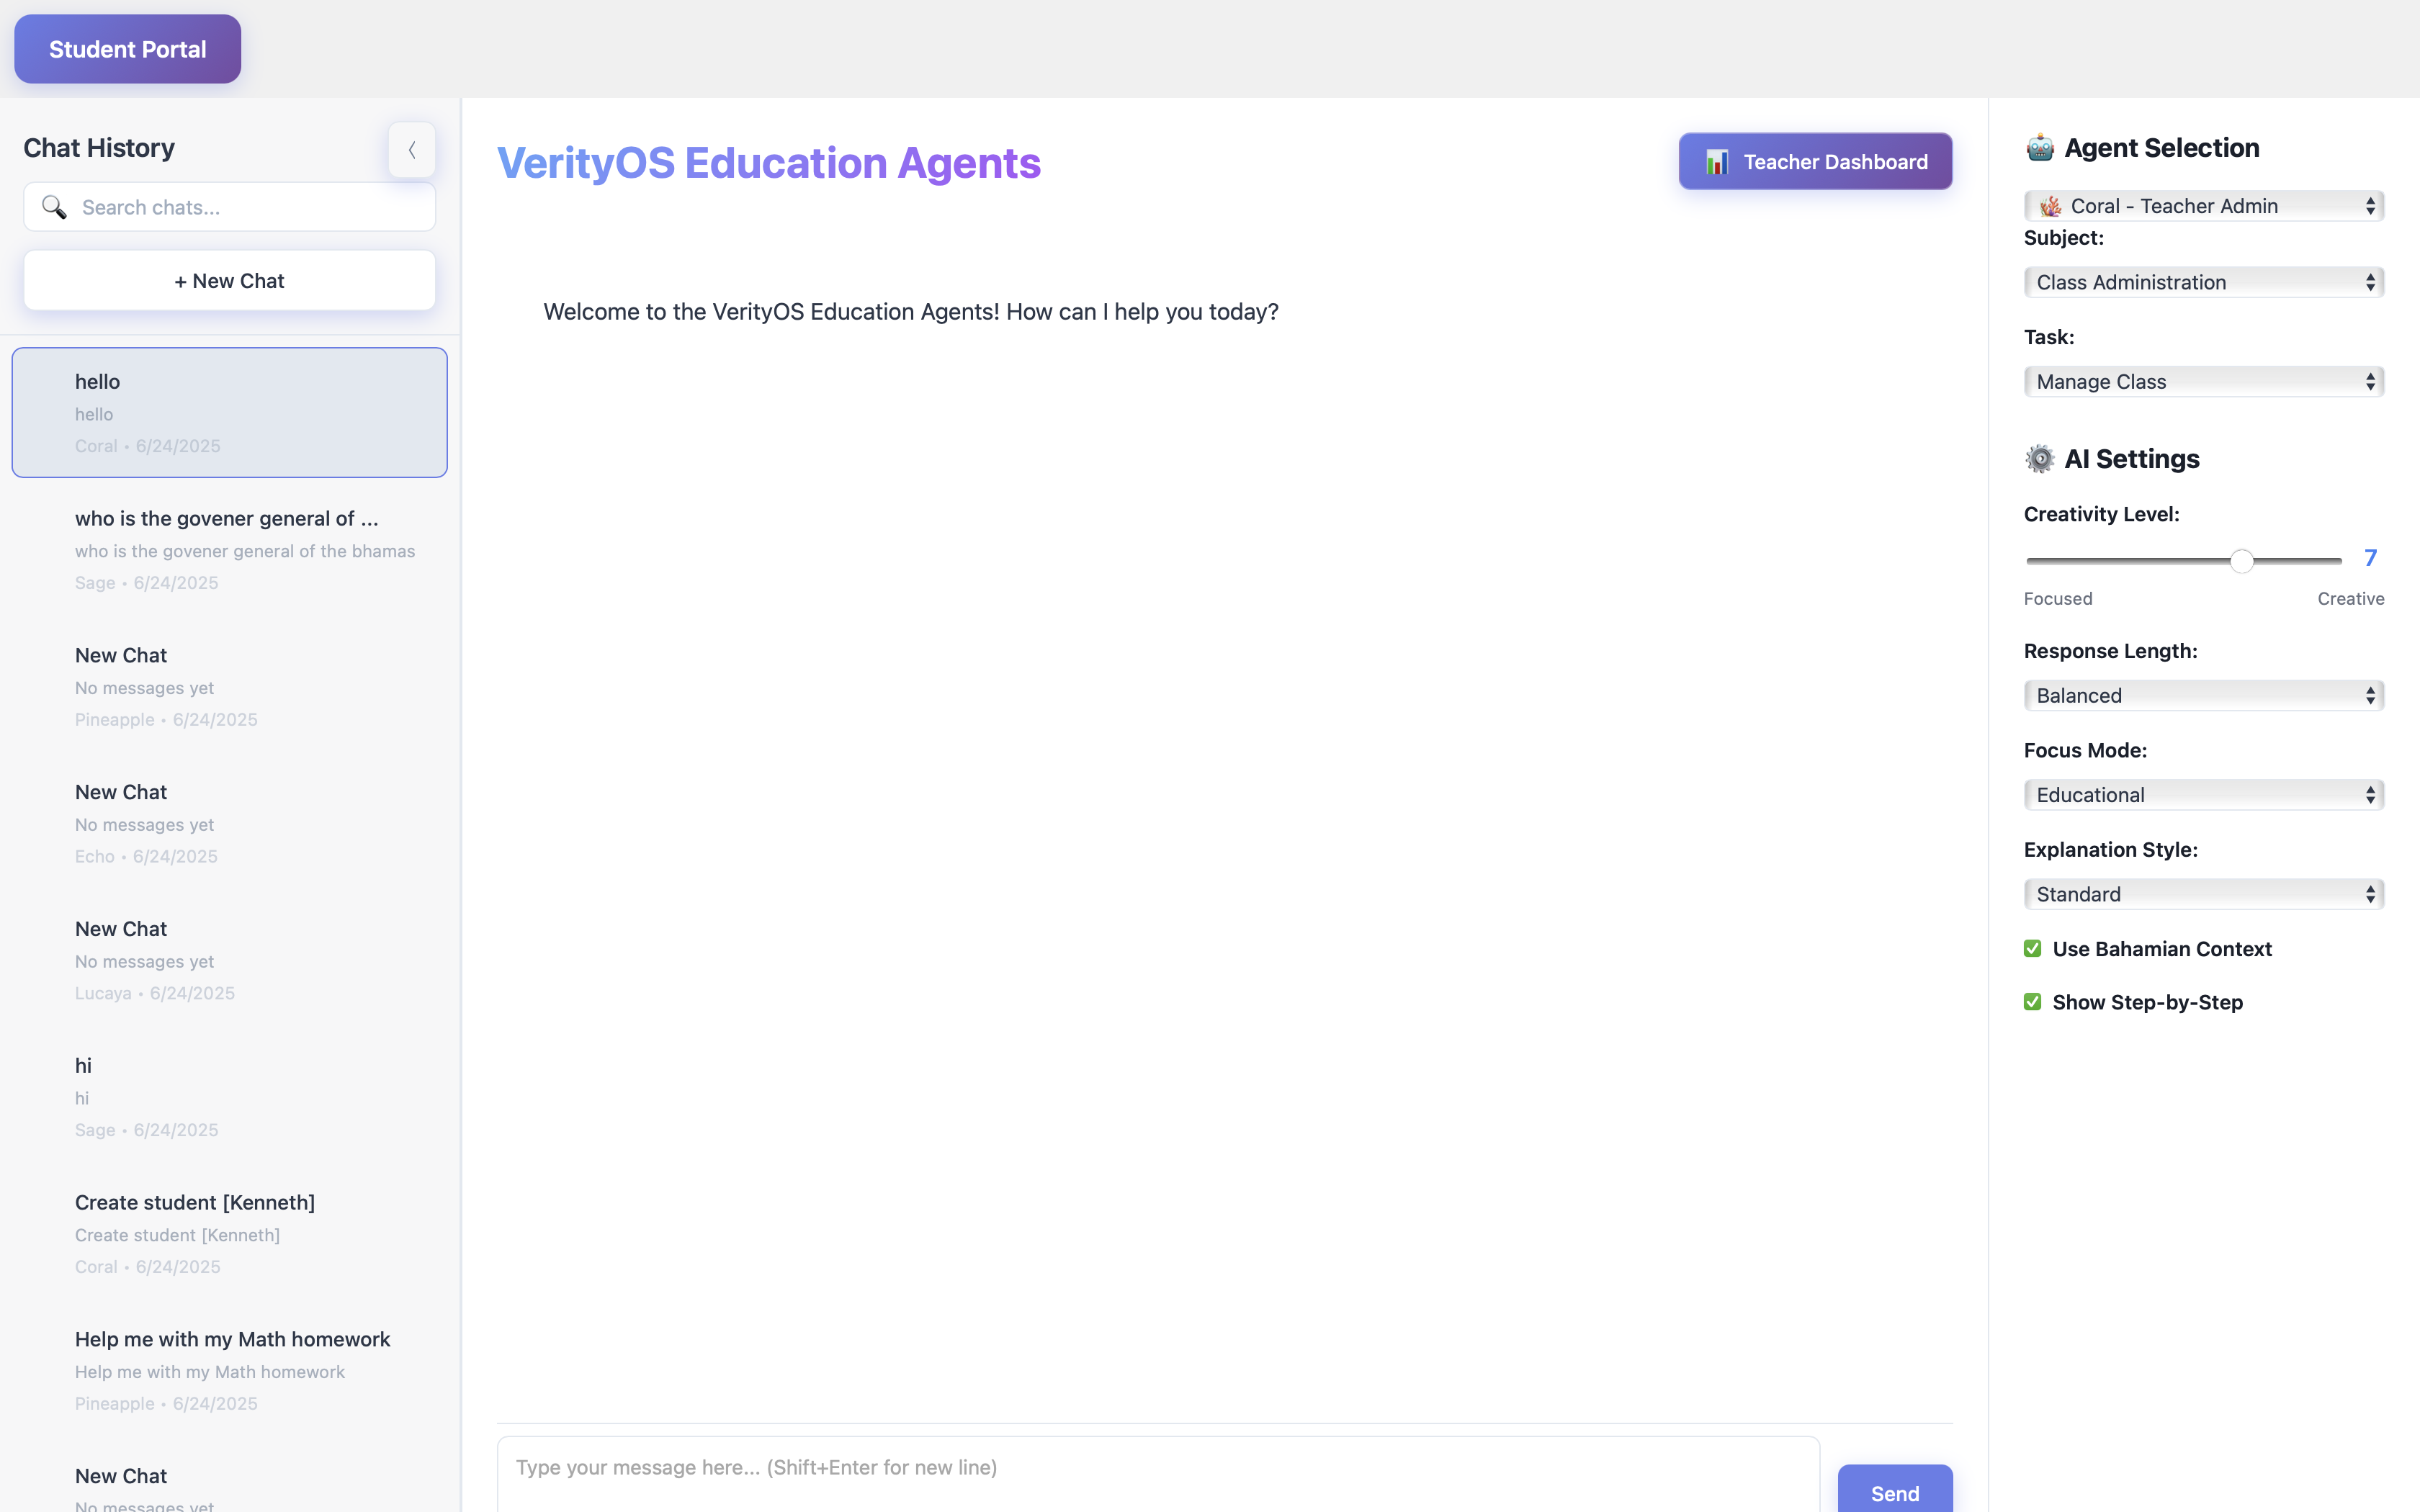 Student Portal
Chat History
Search chats...
+ New Chat
hello
hello
Coral • 6/24/2025
who is the govener general of ...
who is the govener general of the bhamas
Sage • 6/24/2025
New Chat
No messages yet
Pineapple • 6/24/2025
New Chat
No messages yet
Echo • 6/24/2025
New Chat
No messages yet
Lucaya • 6/24/2025
hi
hi
Sage • 6/24/2025
Create student [Kenneth]
Create student [Kenneth]
Coral • 6/24/2025
Help me with my Math homework
Help me with my Math homework
Pineapple • 6/24/2025
New Chat
No messages yet
VerityOS Education Agents
Teacher Dashboard
Welcome to the VerityOS Education Agents! How can I help you today?
Type your message here... (Shift+Enter for new line)
Send
Agent Selection
Coral - Teacher Admin
Subject:
Class Administration
Task:
Manage Class
AI Settings
Creativity Level:
7
Focused Creative
Response Length:
Balanced
Focus Mode:
Educational
Explanation Style:
Standard
Use Bahamian Context
Show Step-by-Step